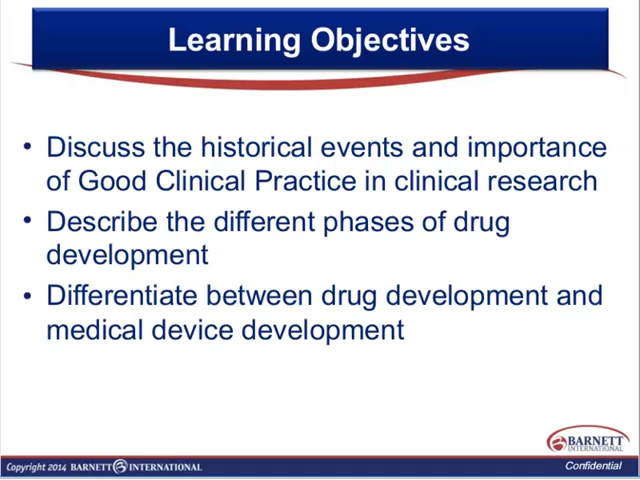 Learning Objectives
• Discuss the historical events and importance
of Good Clinical Practice in clinical research
• Describe the different phases of drug
development
• Differentiate between drug development and
medical device development
BARNETT
INTERNATIONAL
Copyright 2014 BARNETT INTERNATIONAL
Confidential